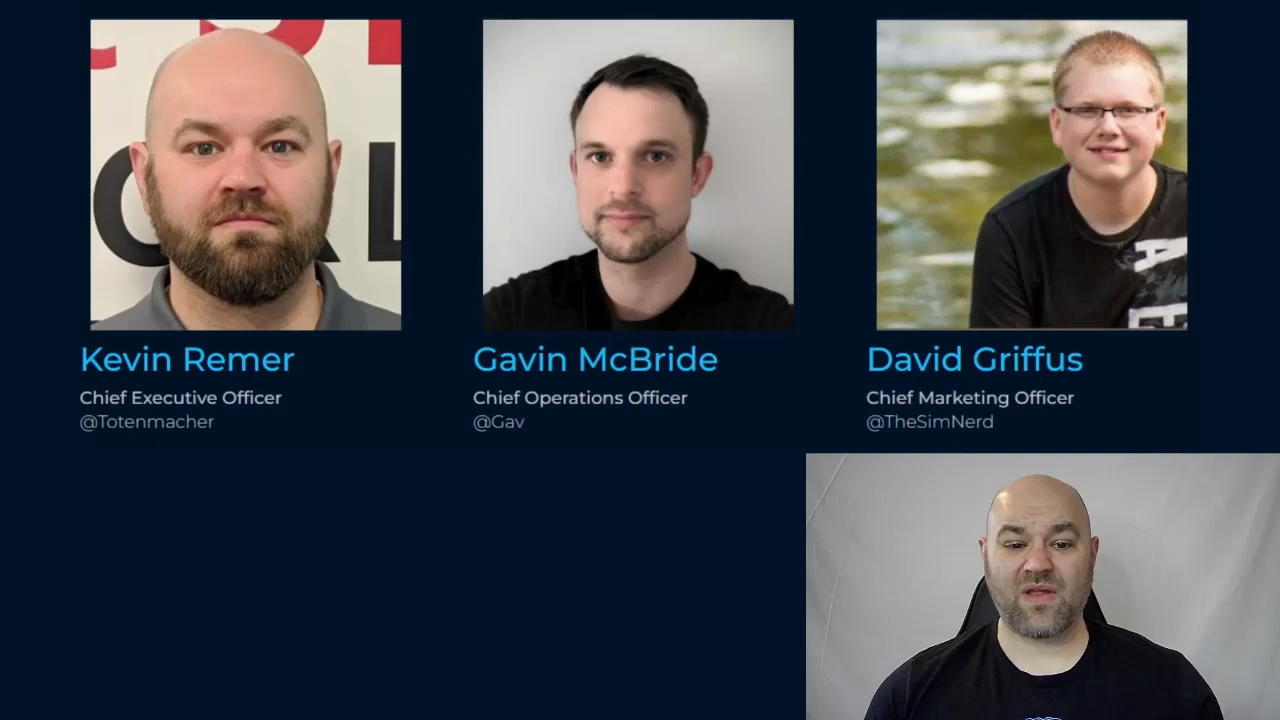 Kevin Remer
Chief Executive Officer
@Totenmacher
Gavin McBride
Chief Operations Officer
@Gav
David Griffus
Chief Marketing Officer
@TheSimNerd